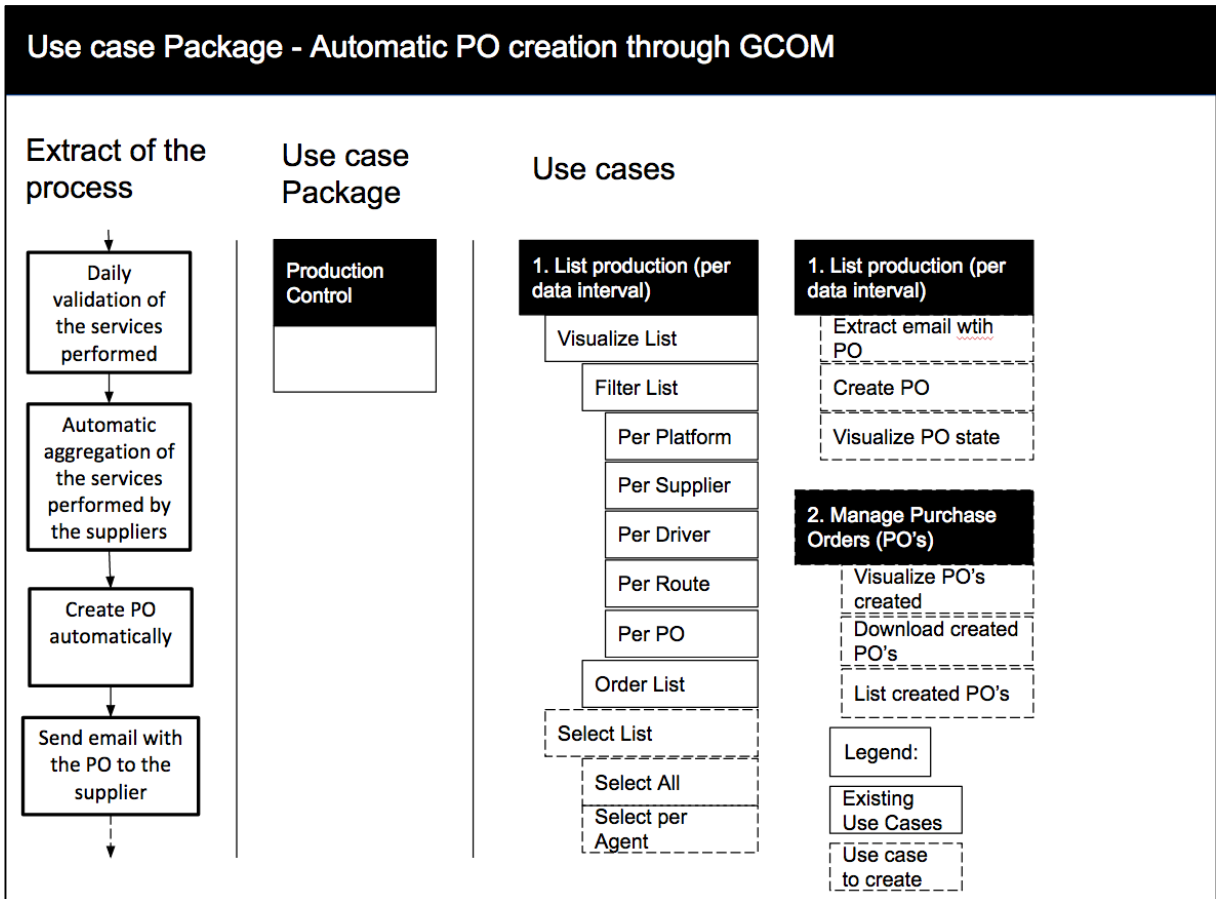 Use case Package - Automatic PO creation through GCOM
Extract of the
process
Daily
validation of
the services
performed
Automatic
aggregation of
the services
performed by
the suppliers
Create PO
automatically
Send email with
the PO to the
supplier
Use case
Package
Production
Control
Use cases
1. List production (per
data interval)
Visualize List
Filter List
Per Platform
Per Supplier
Per Driver
Per Route
Per PO
Order List
Select List
Select All
Select per
Agent
1. List production (per
data interval)
Extract email wtih
PO
Create PO
Visualize PO state
2. Manage Purchase
Orders (PO's)
Visualize PO's
created
Download created
PO's
List created PO's
Legend:
Existing
Use Cases
Use case
to create